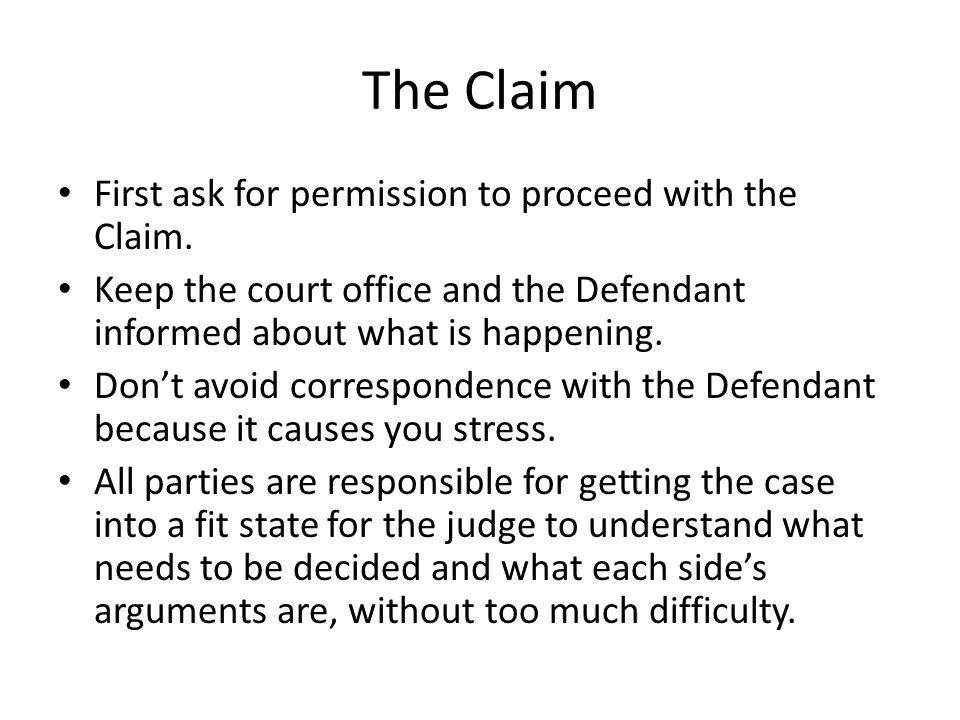 The Claim
• First ask for permission to proceed with the
Claim.
• Keep the court office and the Defendant
informed about what is happening.
• Don’t avoid correspondence with the Defendant
because it causes you stress.
• All parties are responsible for getting the case
into a fit state for the judge to understand what
needs to be decided and what each side’s
arguments are, without too much difficulty.